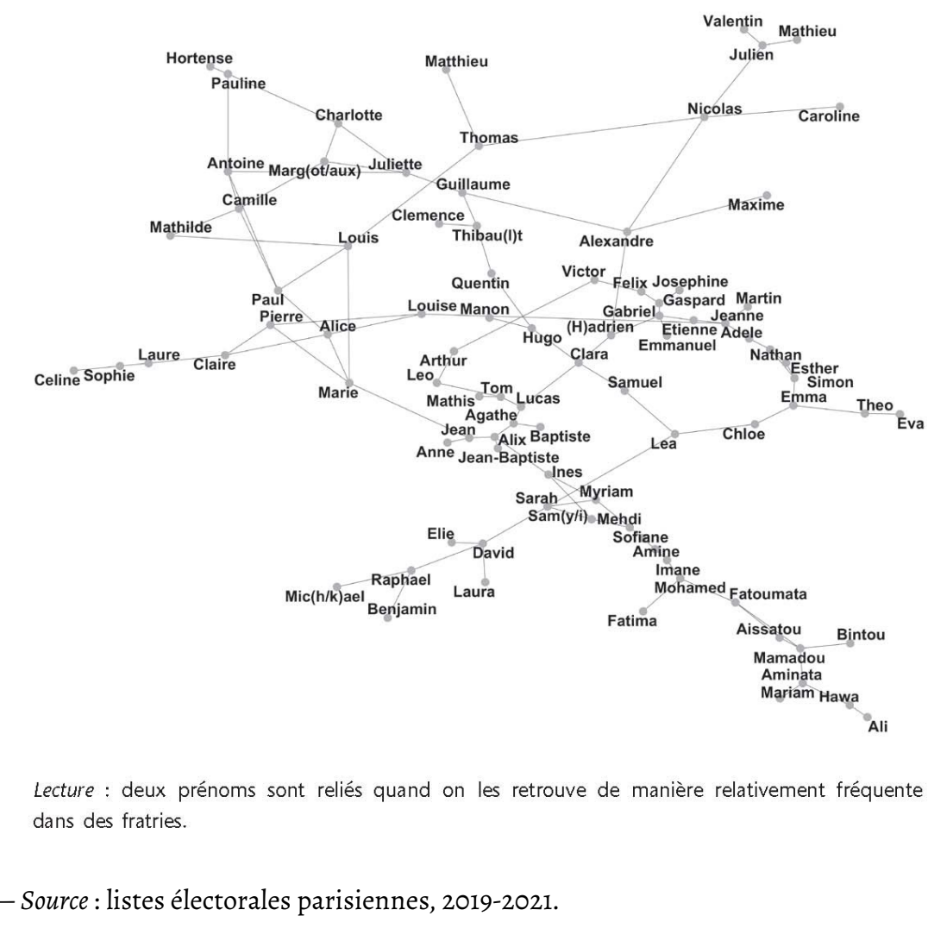 Valentin
Mathieu
Julien
Hortense
Matthieu
Pauline
Nicolas
Caroline
Charlotte
Thomas
Antoine
Marg(ot/aux)
Juliette
Guillaume
Camille
Maxime
Clemence
Mathilde
Thibau(l)t
Louis
Alexandre
Victor
Quentin
Felix
Josephine
Paul
Gaspard
Martin
Louise
Manon
Gabriel
Jeanne
Pierre
Alice
(H)adrien
Etienne
Adele
Hugo
Emmanuel
Laure
Clara
Nathan
Arthur
Claire
Esther
Celine
Sophie
Leo
Samuel
Simon
Marie
Tom
Emma
Mathis
Lucas
Theo
Agathe
Eva
Jean
Alix
Baptiste
Chloe
Lea
Anne
Jean-Baptiste
Ines
Myriam
Sarah
Sam(y/i)
Mehdi
Elie
Sofiane
David
Amine
Imane
Raphael
Mohamed
Laura
Fatoumata
Mic(h/k)ael
Benjamin
Fatima
Aissatou
Bintou
Mamadou
Aminata
Mariam
Hawa
Ali
Lecture : deux prénoms sont reliés quand on les retrouve de manière relativement fréquente
dans des fratries.
– Source : listes électorales parisiennes, 2019-2021.